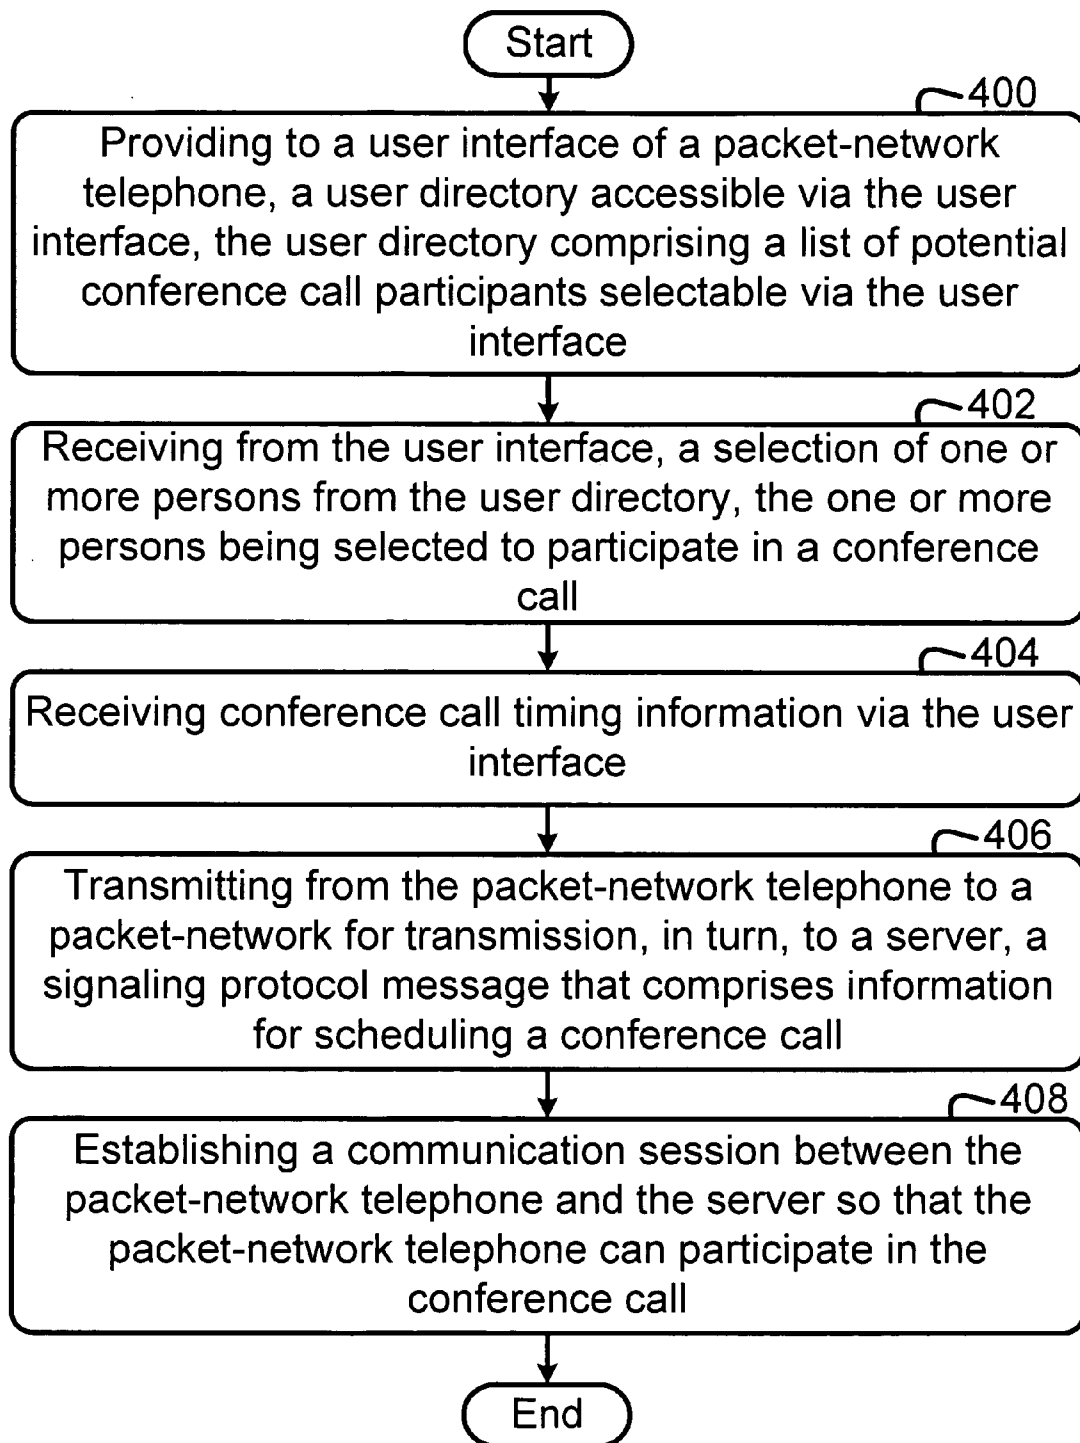 Start
400
Providing to a user interface of a packet-network
telephone, a user directory accessible via the user
interface, the user directory comprising a list of potential
conference call participants selectable via the user
interface
402
Receiving from the user interface, a selection of one or
more persons from the user directory, the one or more
persons being selected to participate in a conference
call
404
Receiving conference call timing information via the user
interface
406
Transmitting from the packet-network telephone to a
packet-network for transmission, in turn, to a server, a
signaling protocol message that comprises information
for scheduling a conference call
408
Establishing a communication session between the
packet-network telephone and the server so that the
packet-network telephone can participate in the
conference call
End